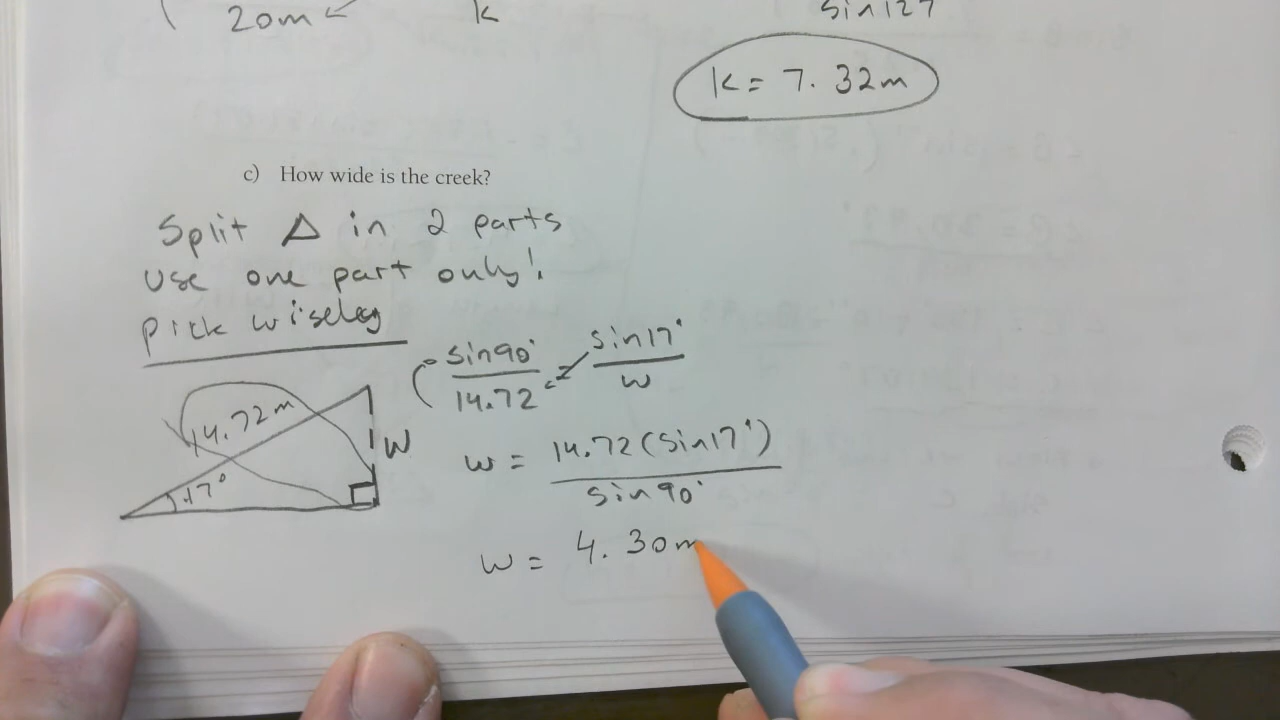 20m ← k
sin127
k = 7.32m
c) How wide is the creek?
Split △ in 2 parts
use one part only!
pick wisely
sin90° = sin17°
14.72 w
14.72m
w
17°
w = 14.72(sin17°)
sin90°
w = 4.30m